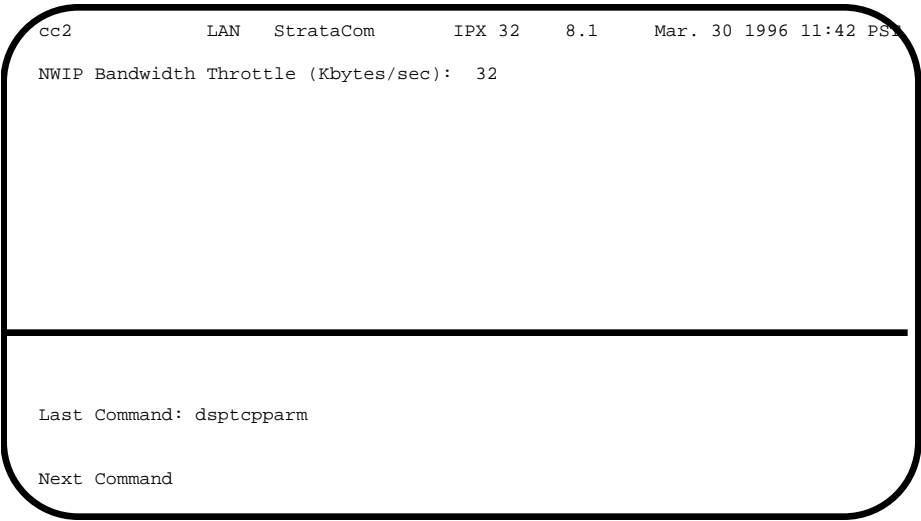 cc2 LAN StrataCom IPX 32 8.1 Mar. 30 1996 11:42 PST
NWIP Bandwidth Throttle (Kbytes/sec): 32
Last Command: dsptcpparm
Next Command